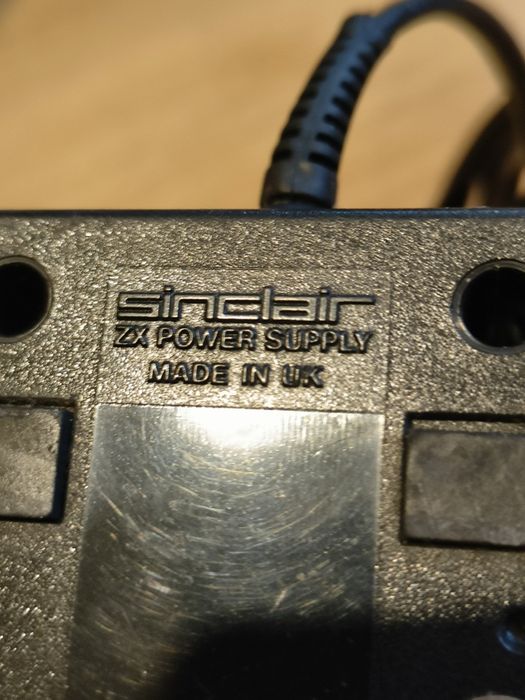 sinclair
ZX POWER SUPPLY
MADE IN UK